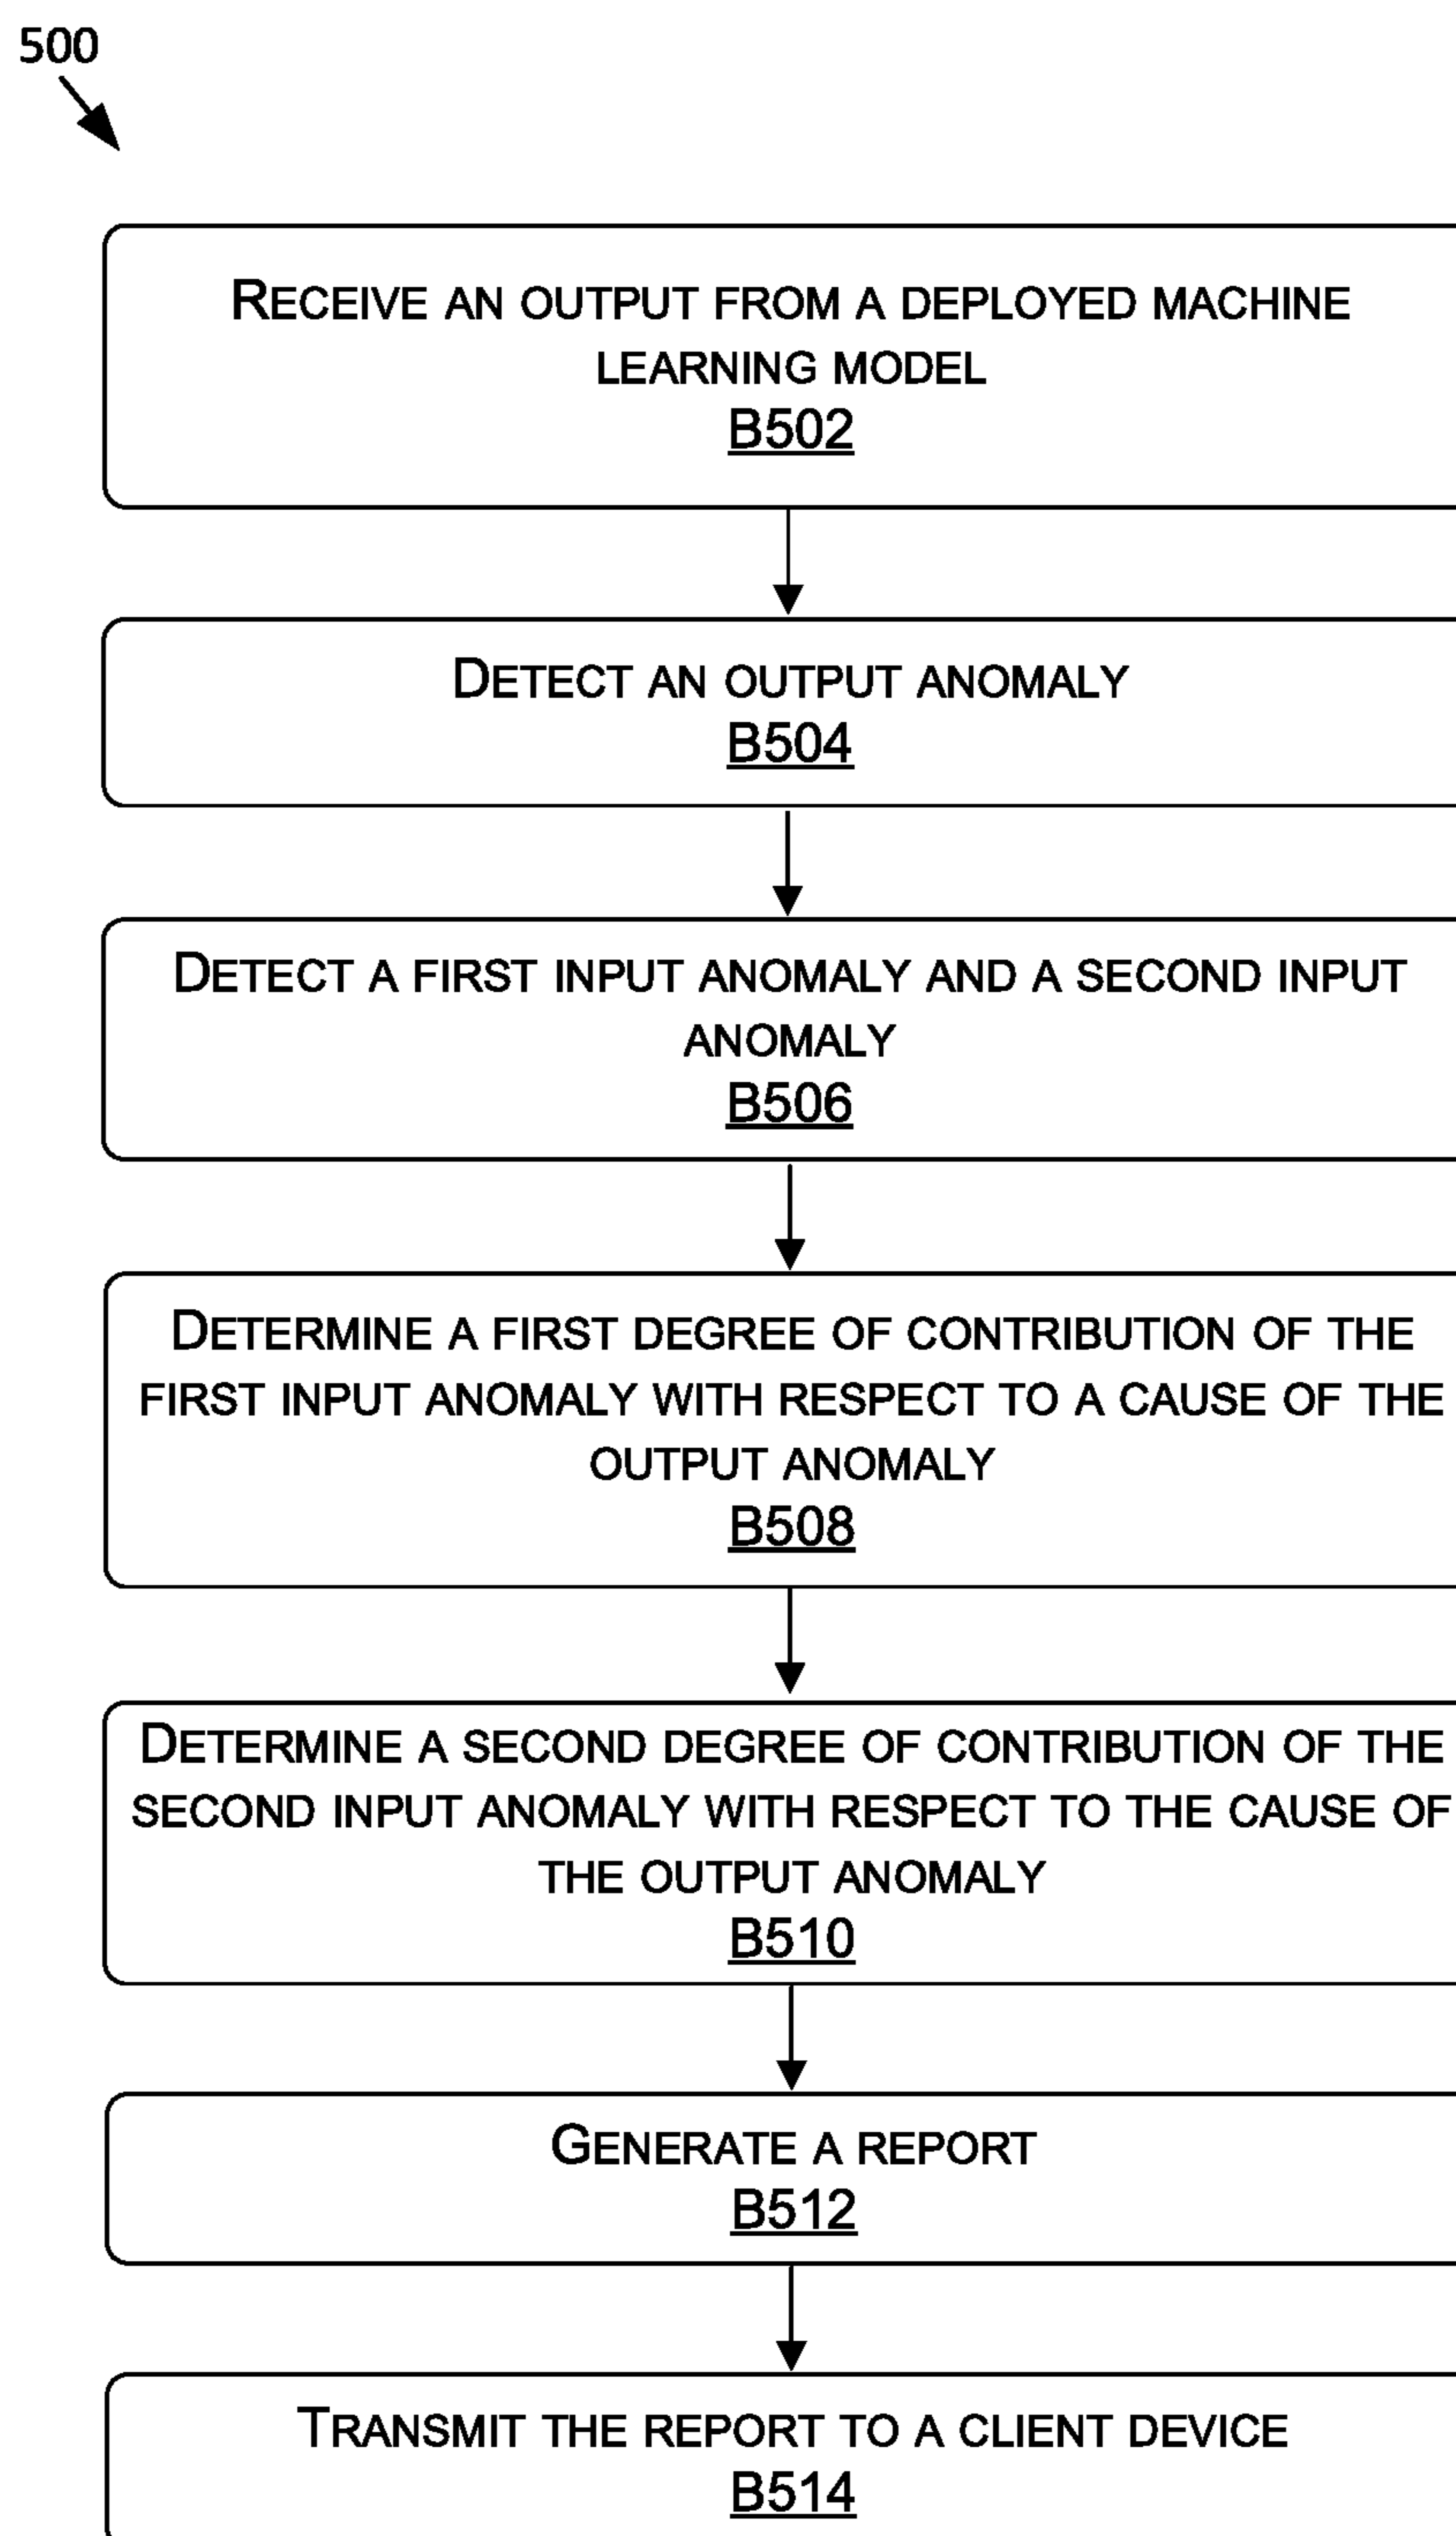 500
RECEIVE AN OUTPUT FROM A DEPLOYED MACHINE
LEARNING MODEL
B502
DETECT AN OUTPUT ANOMALY
B504
DETECT A FIRST INPUT ANOMALY AND A SECOND INPUT
ANOMALY
B506
DETERMINE A FIRST DEGREE OF CONTRIBUTION OF THE
FIRST INPUT ANOMALY WITH RESPECT TO A CAUSE OF THE
OUTPUT ANOMALY
B508
DETERMINE A SECOND DEGREE OF CONTRIBUTION OF THE
SECOND INPUT ANOMALY WITH RESPECT TO THE CAUSE OF
THE OUTPUT ANOMALY
B510
GENERATE A REPORT
B512
TRANSMIT THE REPORT TO A CLIENT DEVICE
B514